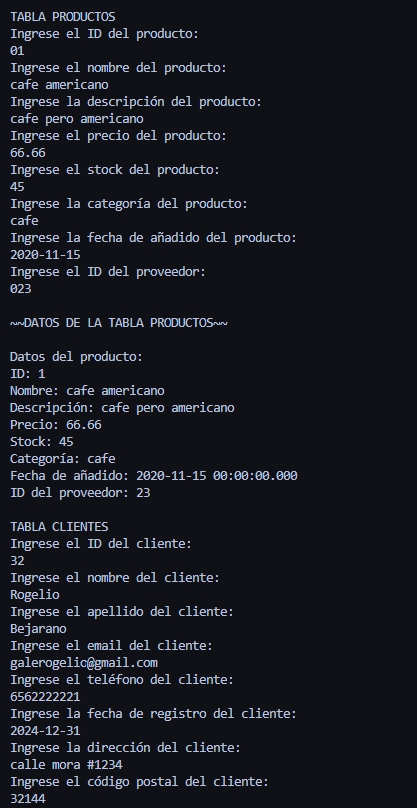 TABLA PRODUCTOS
Ingrese el ID del producto:
01
Ingrese el nombre del producto:
cafe americano
Ingrese la descripción del producto:
cafe pero americano
Ingrese el precio del producto:
66.66
Ingrese el stock del producto:
45
Ingrese la categoría del producto:
cafe
Ingrese la fecha de añadido del producto:
2020-11-15
Ingrese el ID del proveedor:
023
~~DATOS DE LA TABLA PRODUCTOS~~
Datos del producto:
ID: 1
Nombre: cafe americano
Descripción: cafe pero americano
Precio: 66.66
Stock: 45
Categoría: cafe
Fecha de añadido: 2020-11-15 00:00:00.000
ID del proveedor: 23
TABLA CLIENTES
Ingrese el ID del cliente:
32
Ingrese el nombre del cliente:
Rogelio
Ingrese el apellido del cliente:
Bejarano
Ingrese el email del cliente:
galerogelio@gmail.com
Ingrese el teléfono del cliente:
6562222221
Ingrese la fecha de registro del cliente:
2024-12-31
Ingrese la dirección del cliente:
calle mora #1234
Ingrese el código postal del cliente:
32144